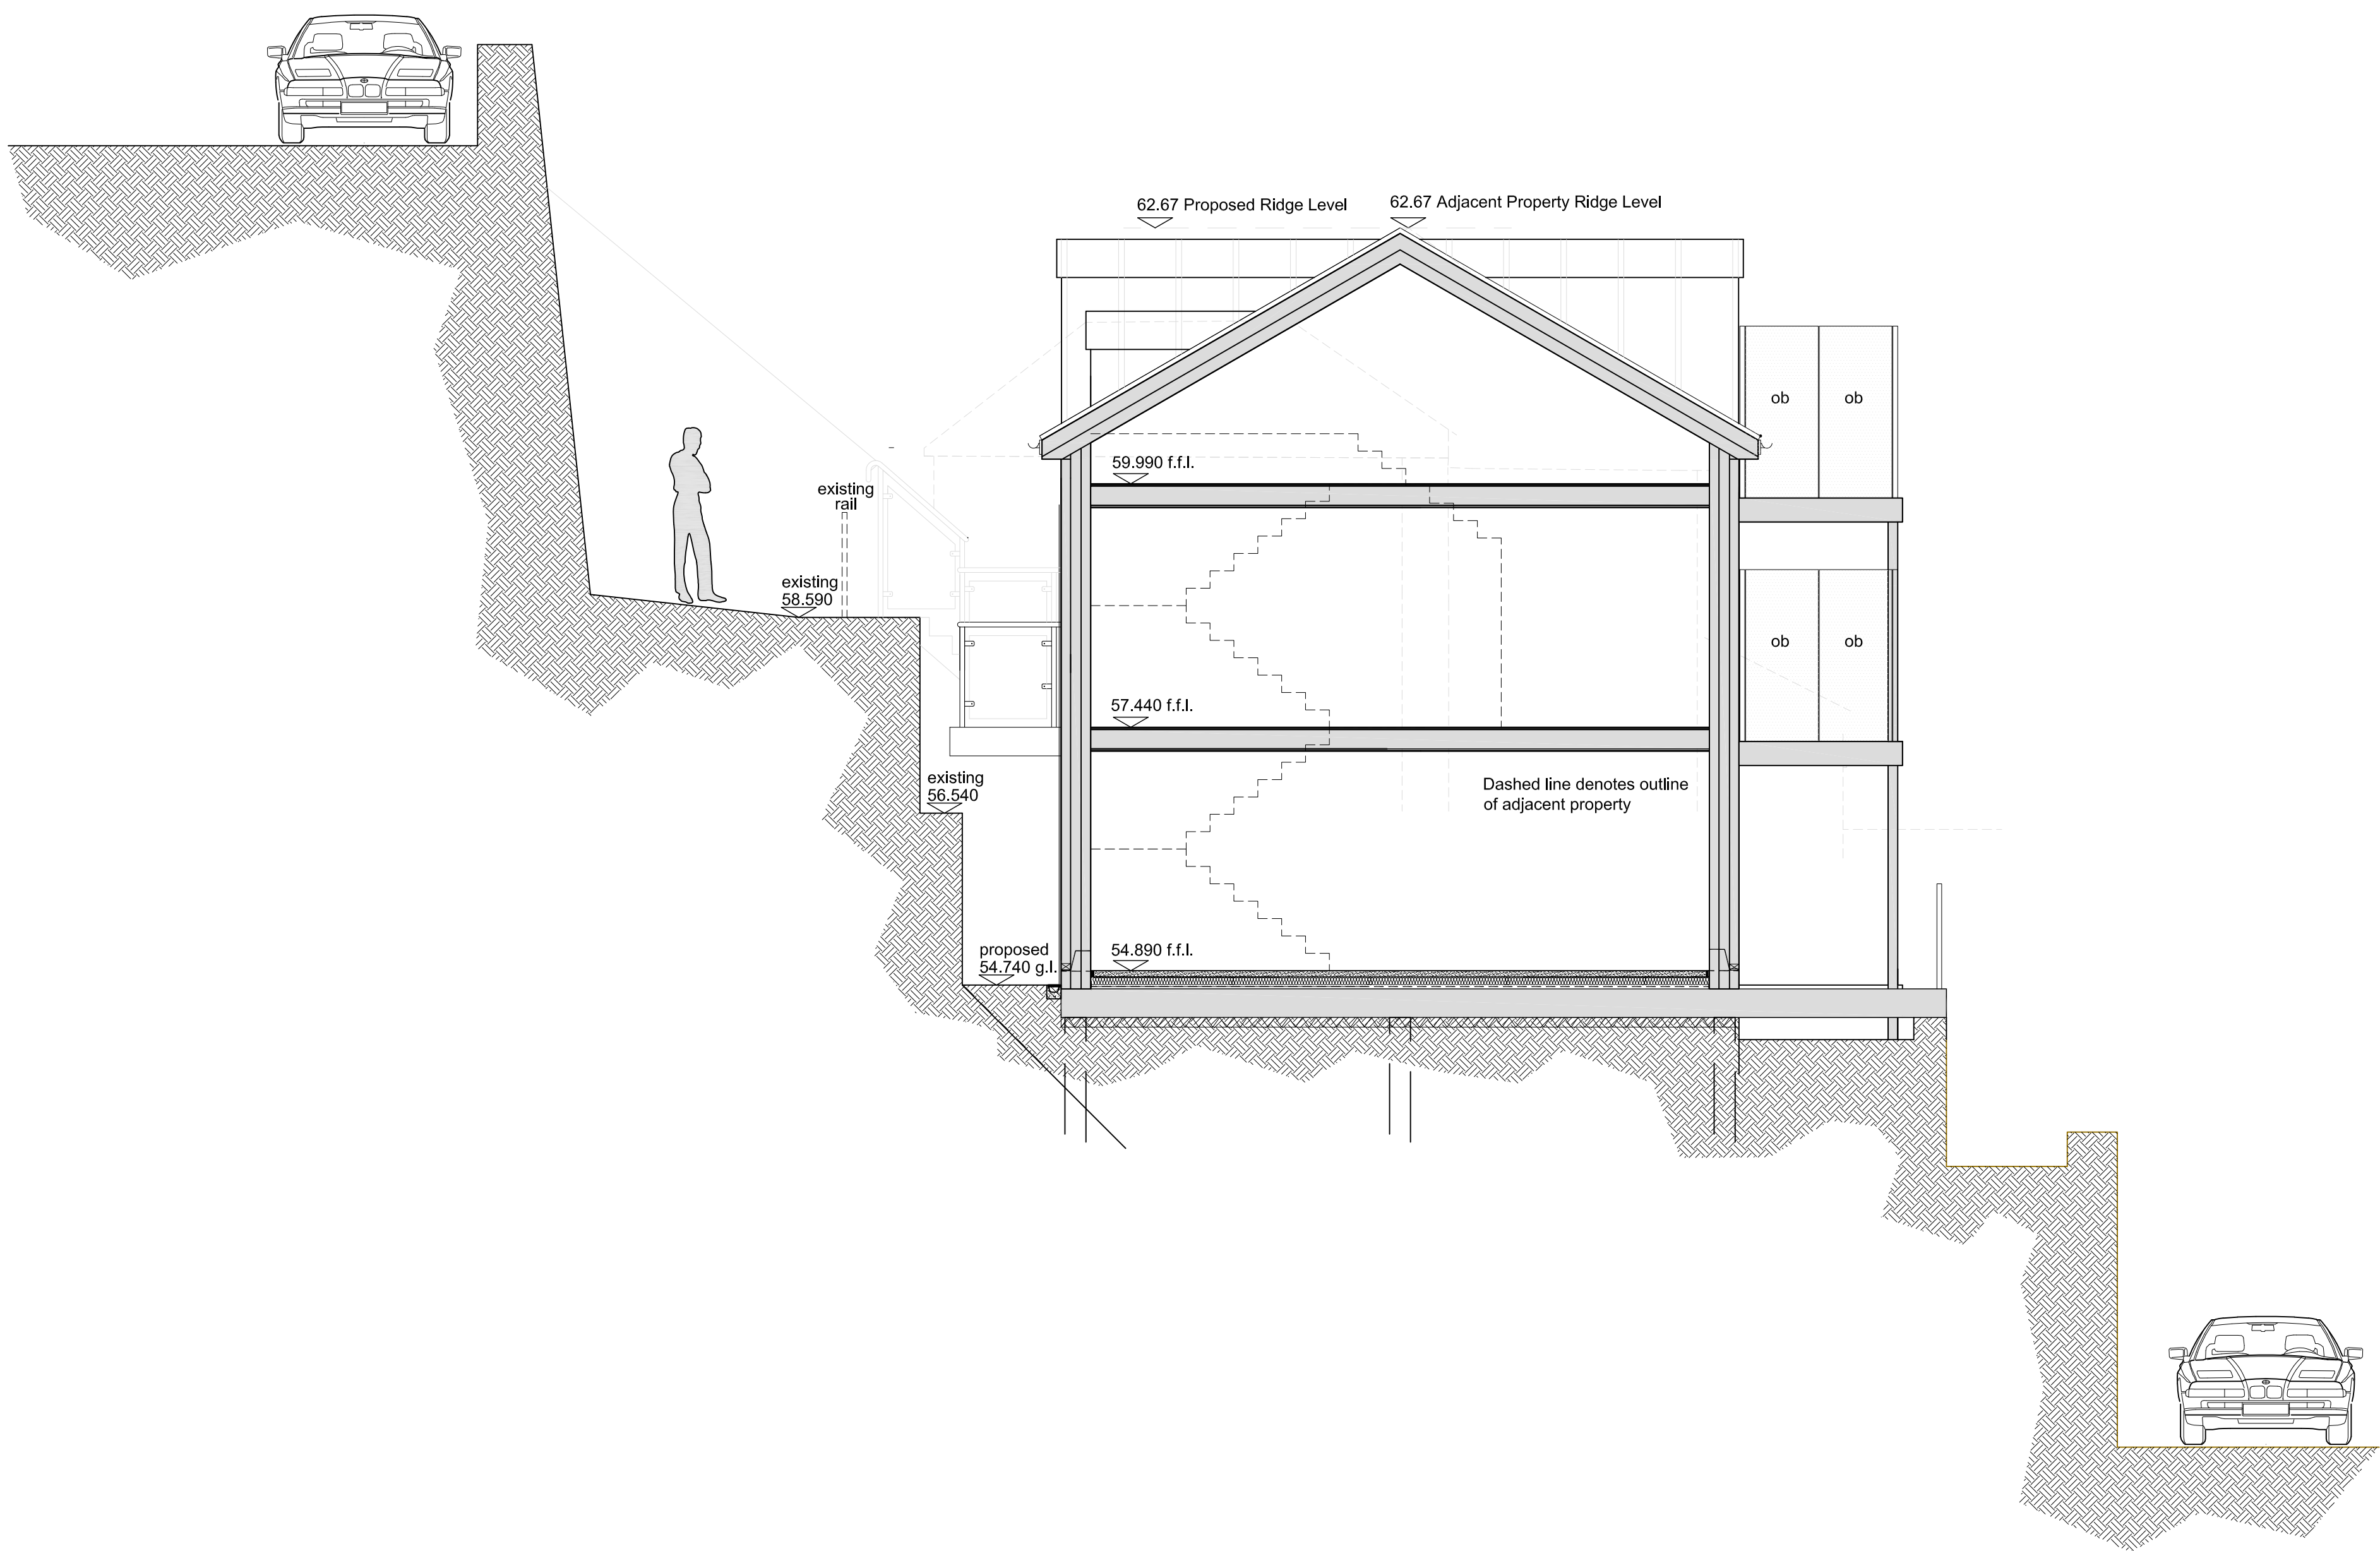 62.67 Proposed Ridge Level
62.67 Adjacent Property Ridge Level
ob
ob
59.990 f.f.l.
existing
rail
existing
58.590
ob
ob
57.440 f.f.l.
existing
56.540
Dashed line denotes outline
of adjacent property
proposed
54.740 g.l.
54.890 f.f.l.